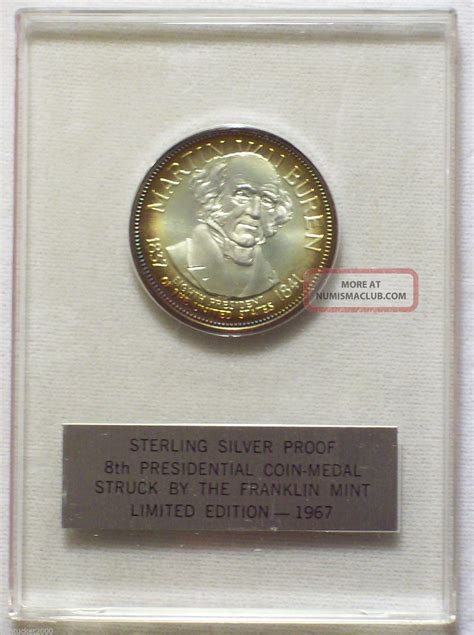 MARTIN VAN BUREN
1837
1841
EIGHTH PRESIDENT
OF THE UNITED STATES
MORE AT
NUMISMACLUB.COM
STERLING SILVER PROOF
8th PRESIDENTIAL COIN-MEDAL
STRUCK BY THE FRANKLIN MINT
LIMITED EDITION — 1967